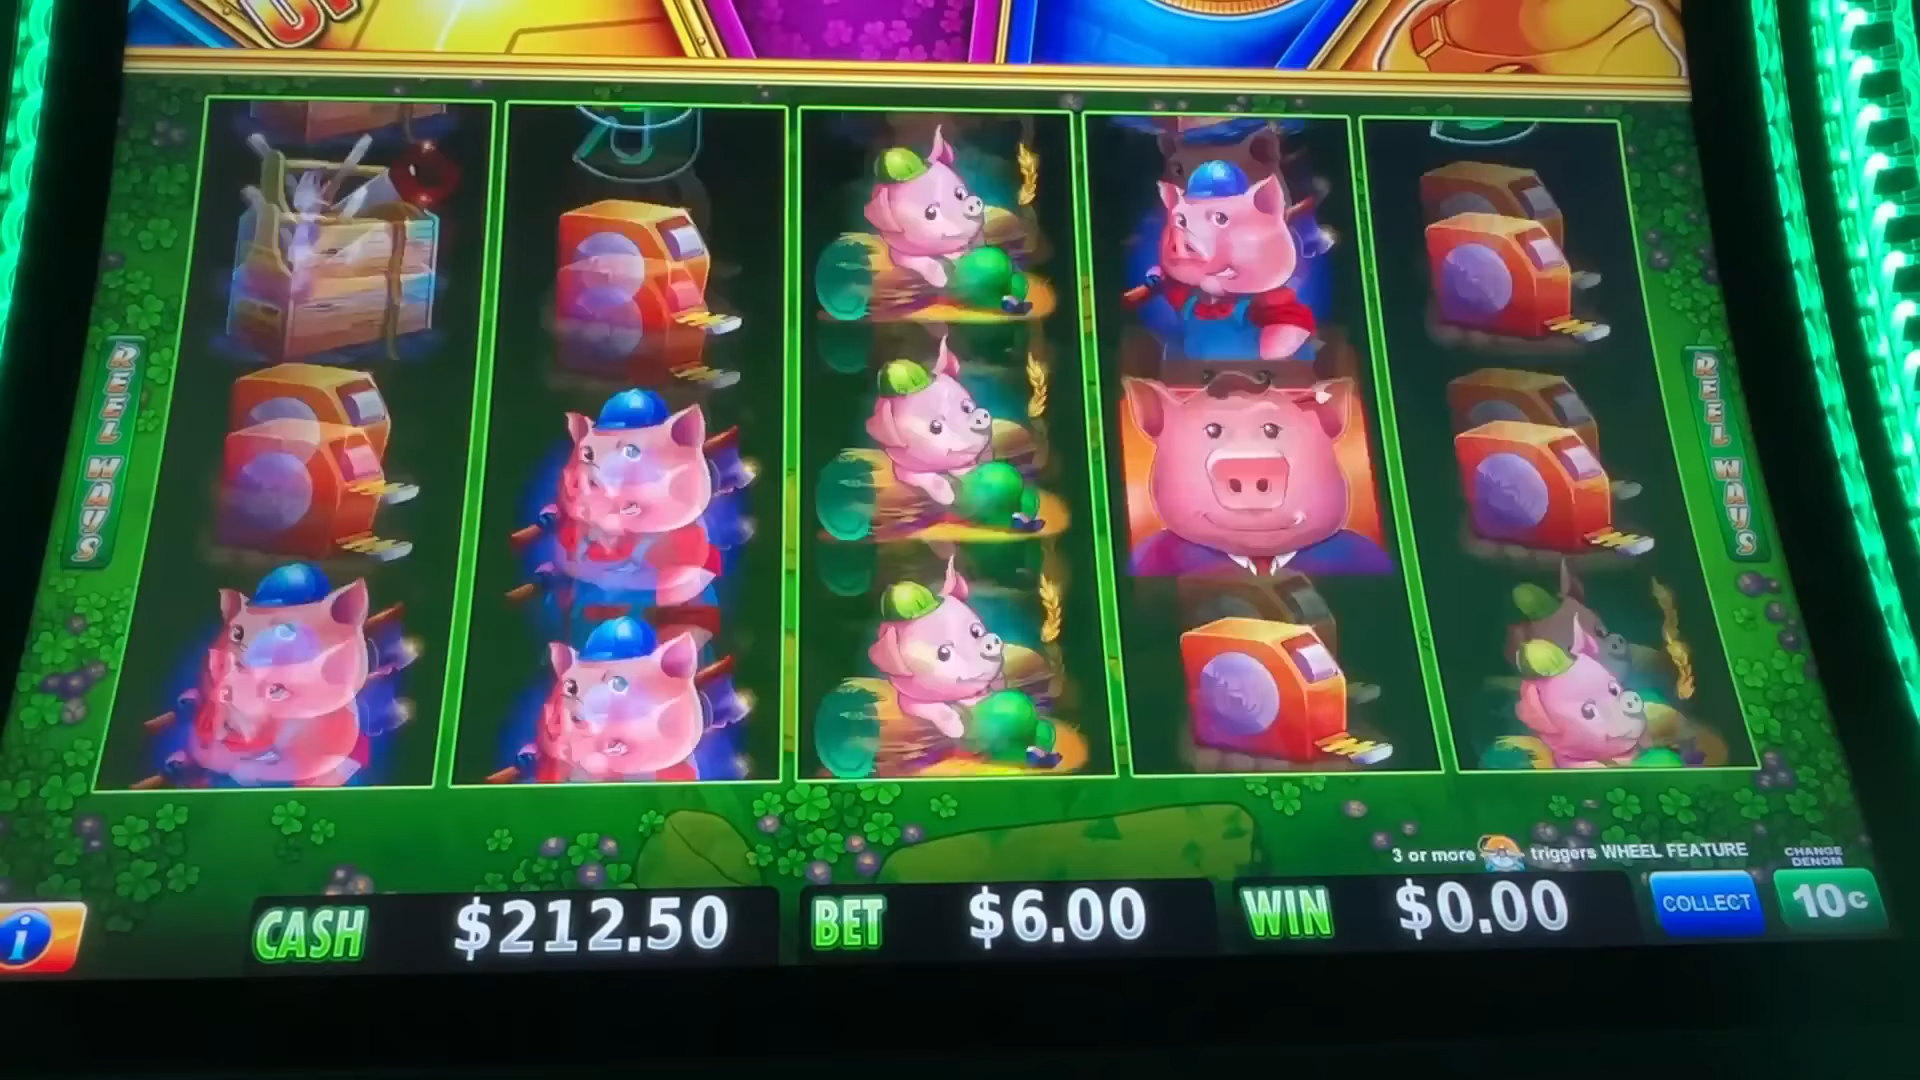 REEL WAYS
REEL WAYS
3 or more triggers WHEEL FEATURE
CHANGE
DENOM
CASH $212.50 BET $6.00 WIN $0.00 COLLECT 10¢